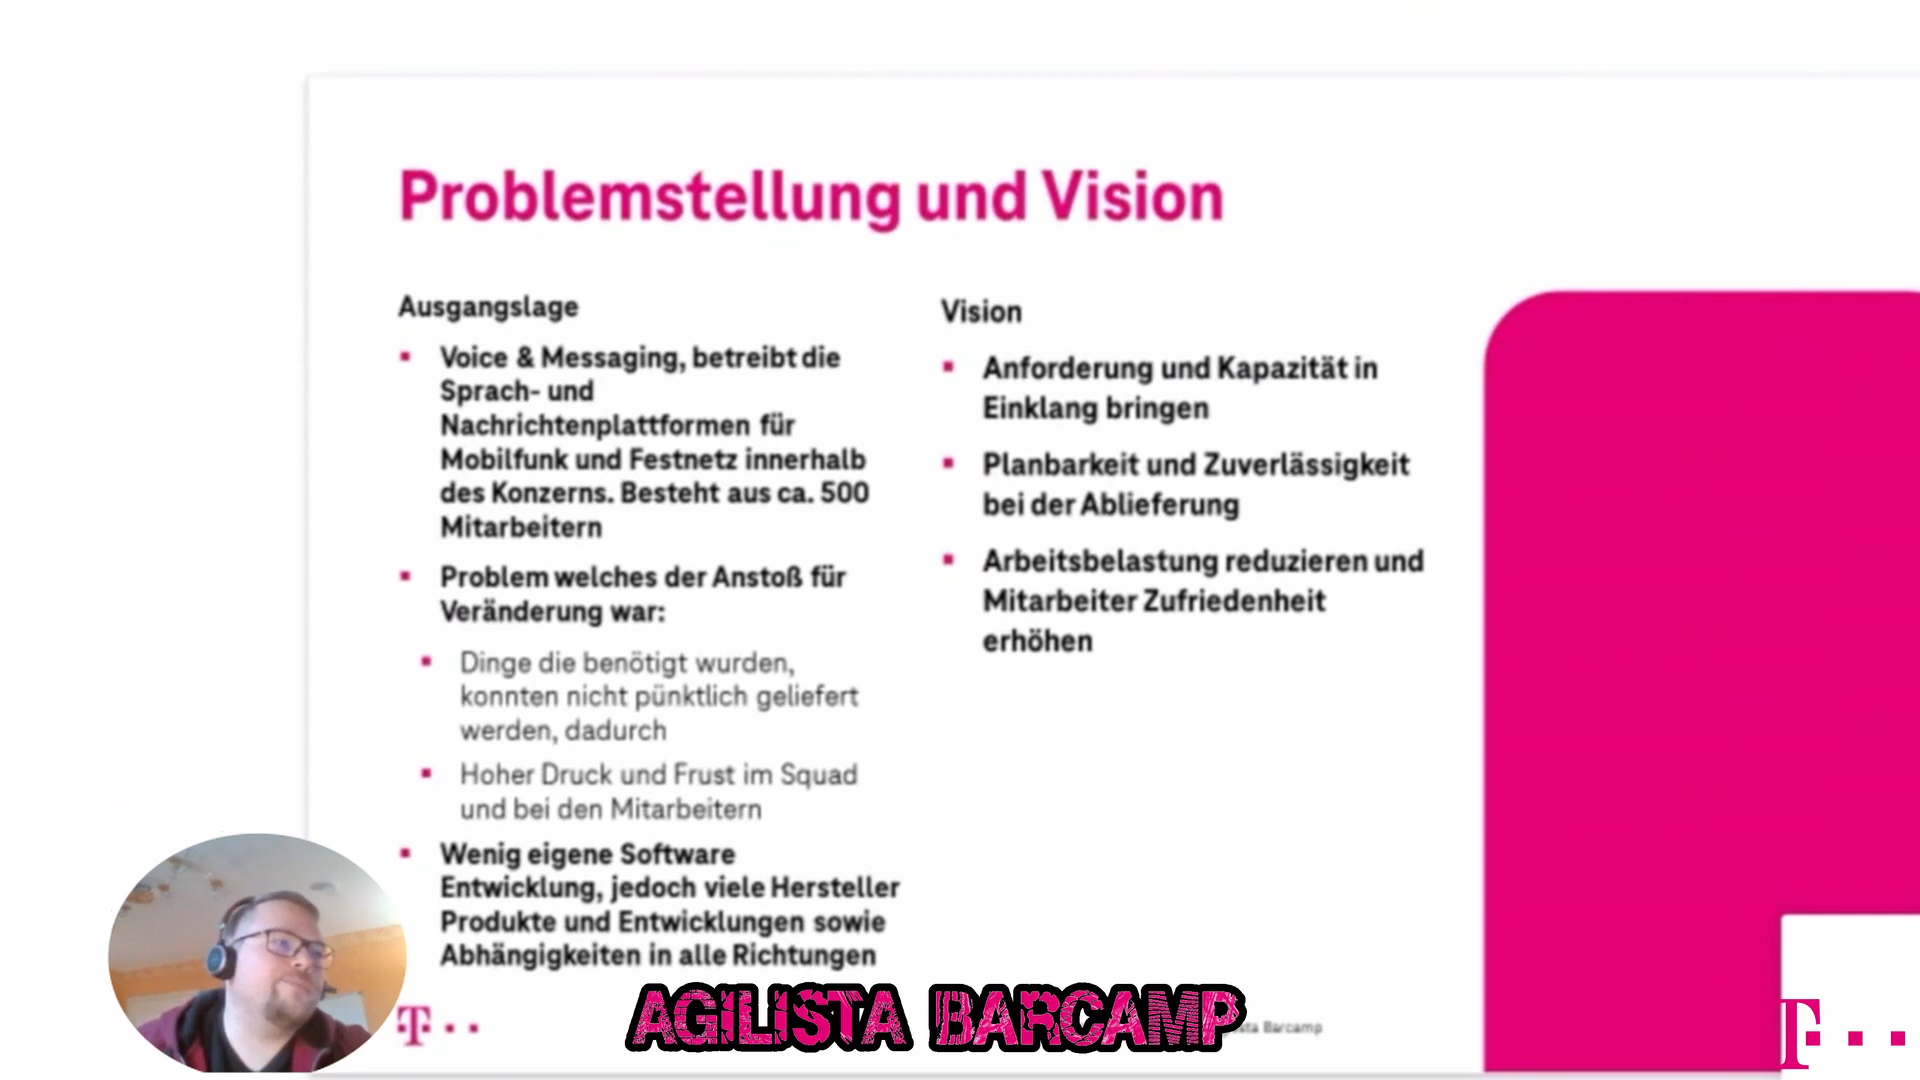 Problemstellung und Vision
Ausgangslage
Voice & Messaging, betreibt die
Sprach- und
Nachrichtenplattformen für
Mobilfunk und Festnetz innerhalb
des Konzerns. Besteht aus ca. 500
Mitarbeitern
Problem welches der Anstoß für
Veränderung war:
Dinge die benötigt wurden,
konnten nicht pünktlich geliefert
werden, dadurch
Hoher Druck und Frust im Squad
und bei den Mitarbeitern
Wenig eigene Software
Entwicklung, jedoch viele Hersteller
Produkte und Entwicklungen sowie
Abhängigkeiten in alle Richtungen
Vision
Anforderung und Kapazität in
Einklang bringen
Planbarkeit und Zuverlässigkeit
bei der Ablieferung
Arbeitsbelastung reduzieren und
Mitarbeiter Zufriedenheit
erhöhen
T
AGILISTA BARCAMP
Barcamp
T